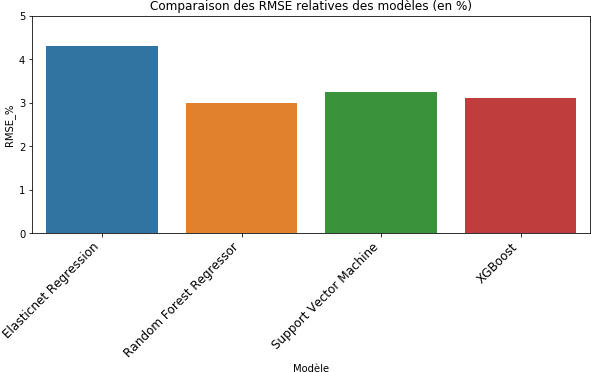 Comparaison des RMSE relatives des modèles (en %)
5
4
3
2
1
0
RMSE_%
Elasticnet Regression
Random Forest Regressor
Support Vector Machine
XGBoost
Modèle